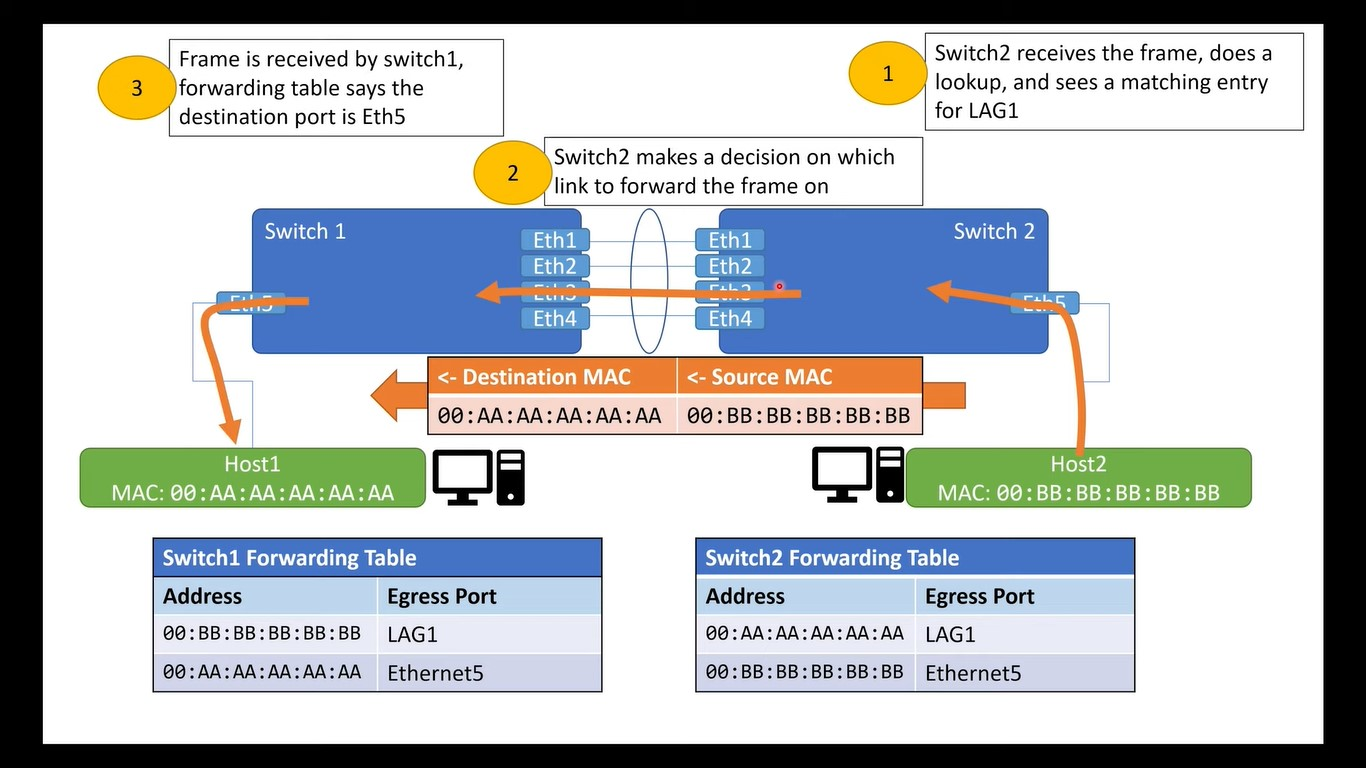 3
Frame is received by switch1,
forwarding table says the
destination port is Eth5
1
Switch2 receives the frame, does a
lookup, and sees a matching entry
for LAG1
2
Switch2 makes a decision on which
link to forward the frame on
Switch 1
Switch 2
Eth1
Eth1
Eth2
Eth2
Eth3
Eth3
Eth4
Eth4
Eth5
Eth5
<- Destination MAC
<- Source MAC
00:AA:AA:AA:AA:AA
00:BB:BB:BB:BB:BB
Host1
MAC: 00:AA:AA:AA:AA:AA
Host2
MAC: 00:BB:BB:BB:BB:BB
Switch1 Forwarding Table
Address Egress Port
00:BB:BB:BB:BB:BB LAG1
00:AA:AA:AA:AA:AA Ethernet5
Switch2 Forwarding Table
Address Egress Port
00:AA:AA:AA:AA:AA LAG1
00:BB:BB:BB:BB:BB Ethernet5